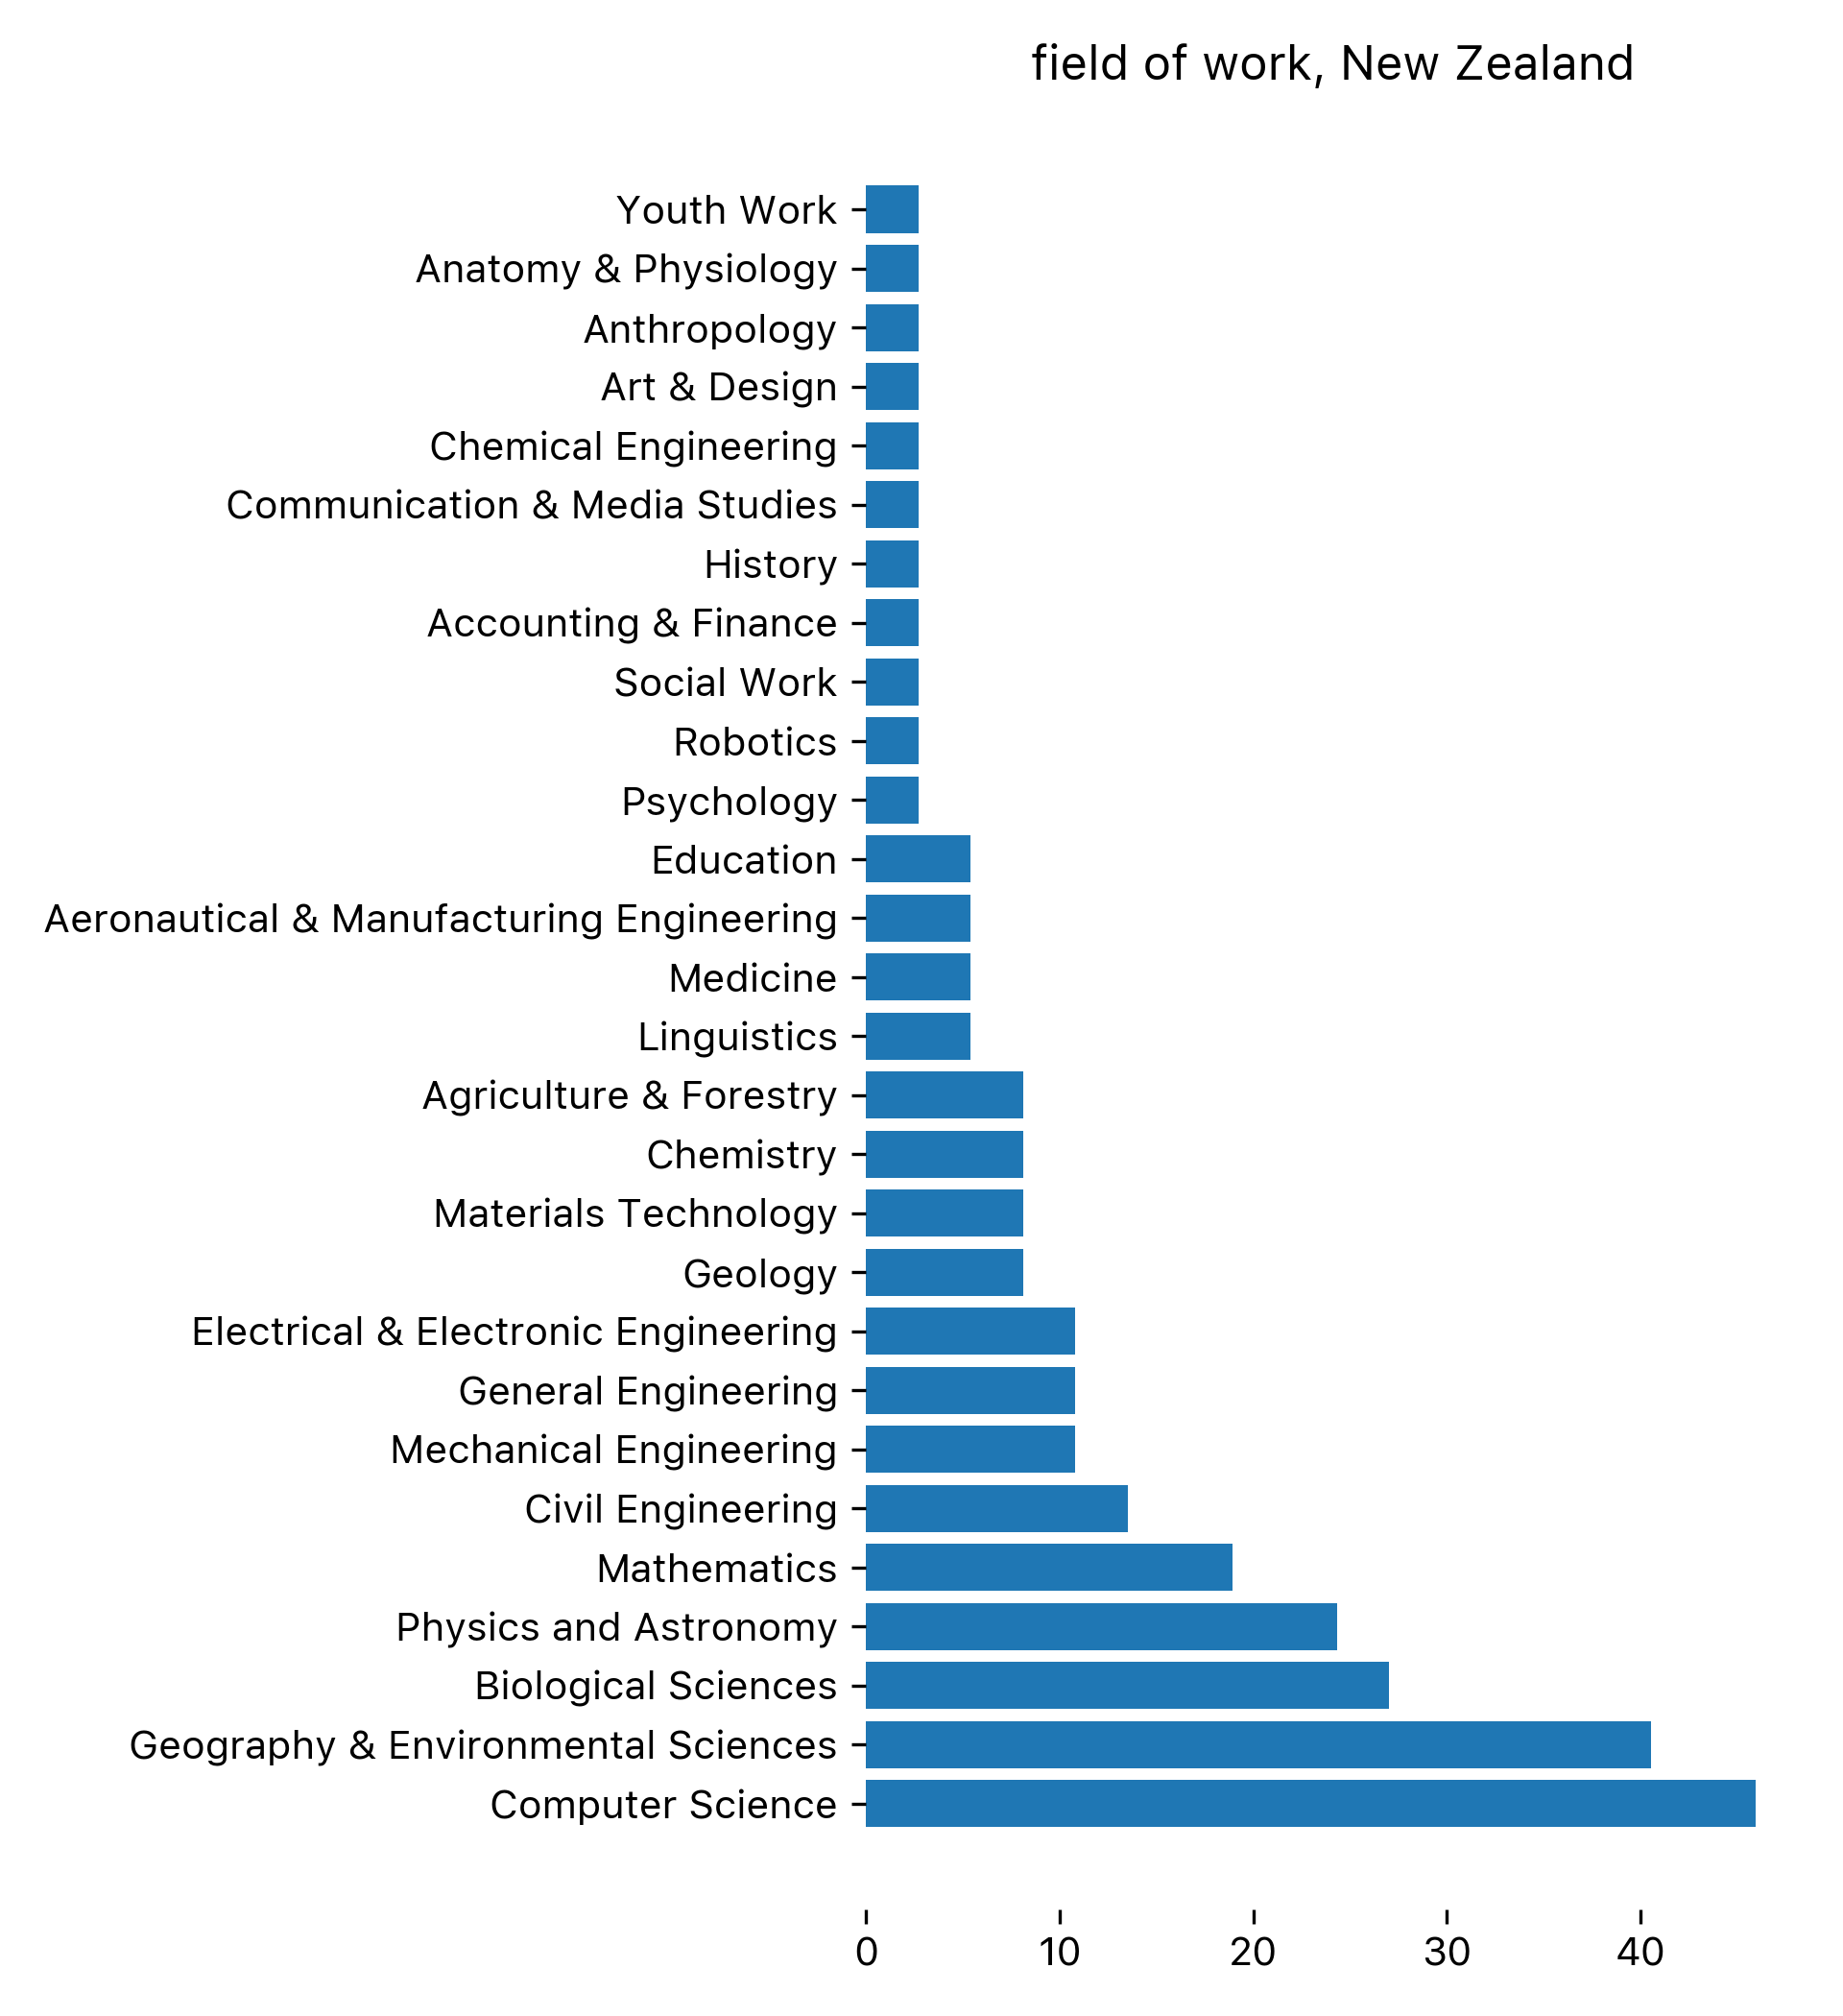 field of work, New Zealand
Youth Work
Anatomy & Physiology
Anthropology
Art & Design
Chemical Engineering
Communication & Media Studies
History
Accounting & Finance
Social Work
Robotics
Psychology
Education
Aeronautical & Manufacturing Engineering
Medicine
Linguistics
Agriculture & Forestry
Chemistry
Materials Technology
Geology
Electrical & Electronic Engineering
General Engineering
Mechanical Engineering
Civil Engineering
Mathematics
Physics and Astronomy
Biological Sciences
Geography & Environmental Sciences
Computer Science
0 10 20 30 40